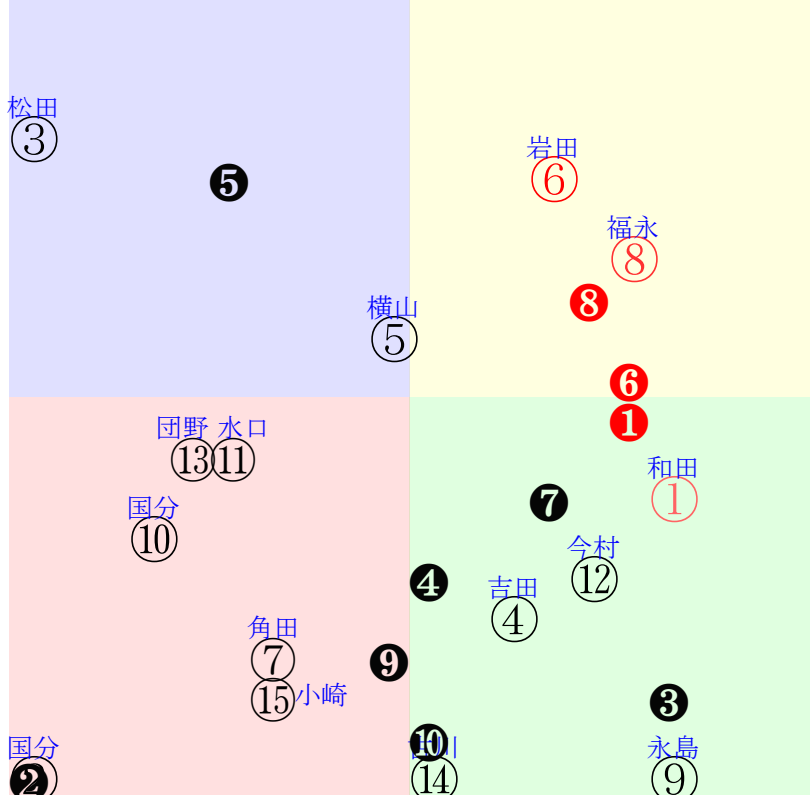 松田
③
❺
岩田
⑥
福永
⑧
❽
横山
⑤
❻
❶
団野 水口
⑬⑪
和田
①
国分
⑩
❼
今村
⑫
❹
吉田
④
角田
⑦
❾
⑮小崎
❸
国分
❷
❿
川
⑭
永島
⑨